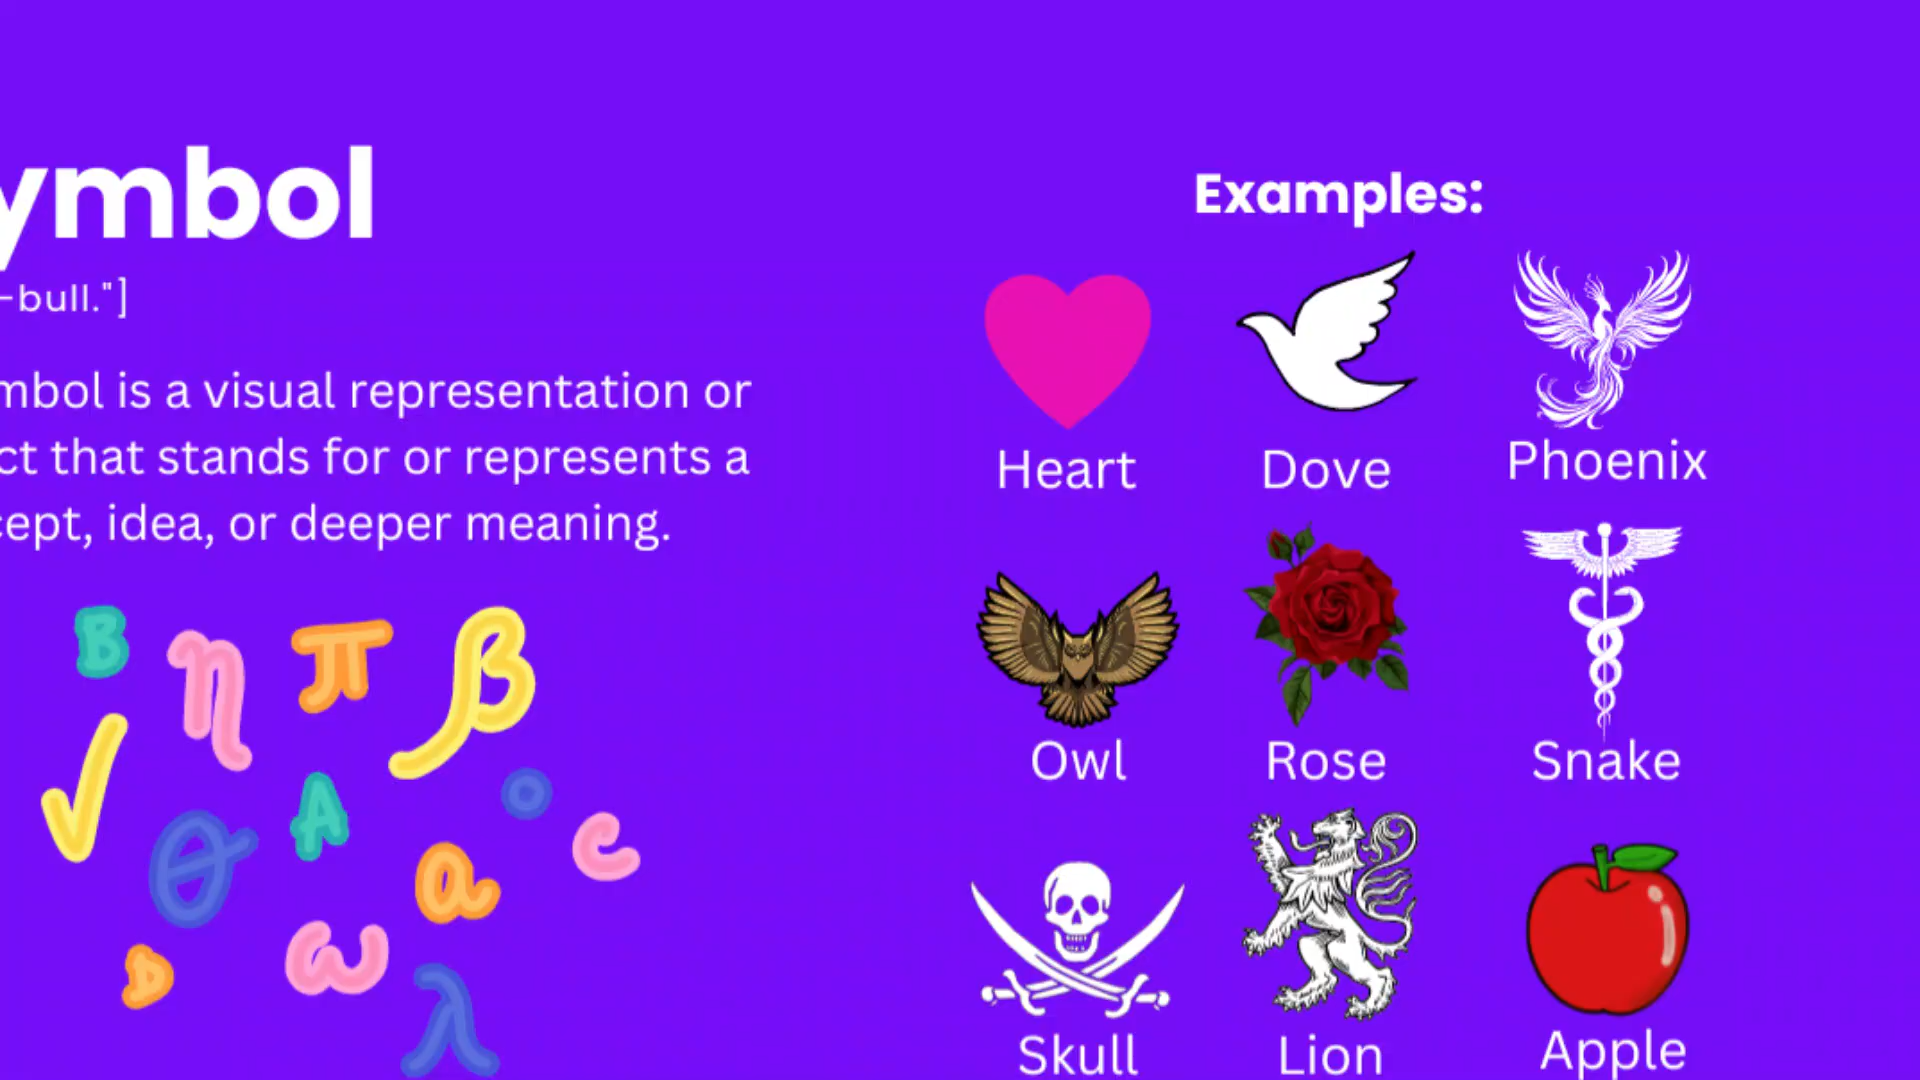 ymbol
-bull."]
mbol is a visual representation or
ct that stands for or represents a
cept, idea, or deeper meaning.
B η π β
√ θ A ° c
a
D ω λ
Examples:
Heart Dove Phoenix
Owl Rose Snake
Skull Lion Apple